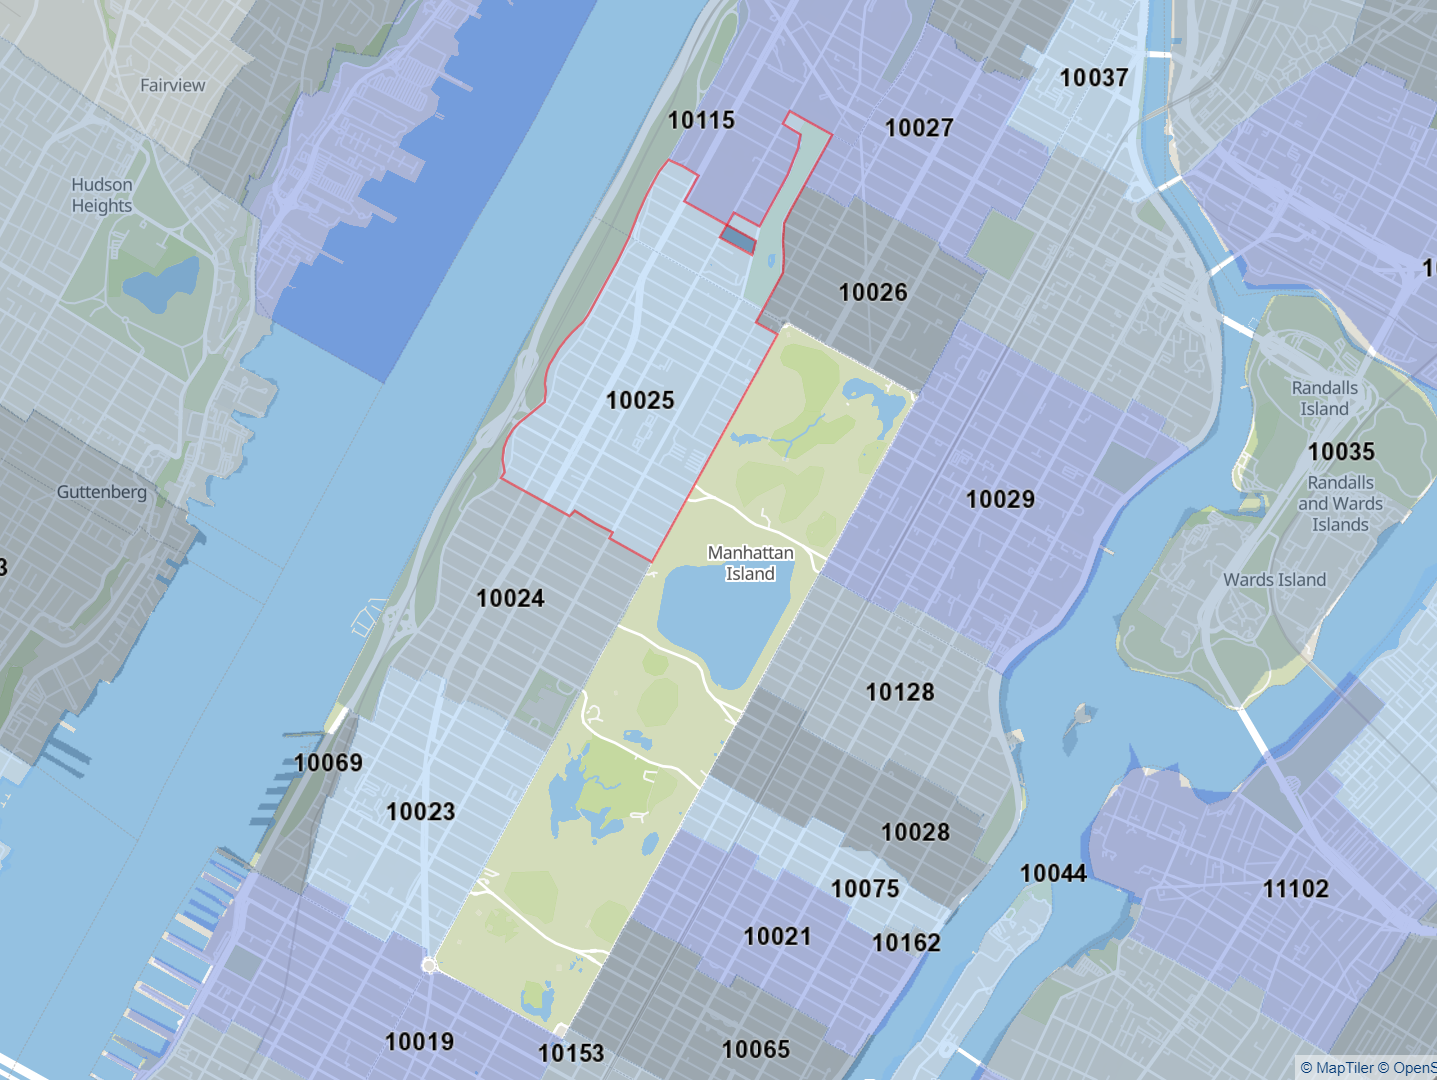 Fairview
10037
10115
10027
Hudson
Heights
1
10026
Randalls
Island
10025
10035
Guttenberg
10029
Randalls
and Wards
Islands
Manhattan
Island
3
Wards Island
10024
10128
10069
10023
10028
10044
10075
11102
10021
10162
10019
10153
10065
© MapTiler © OpenS